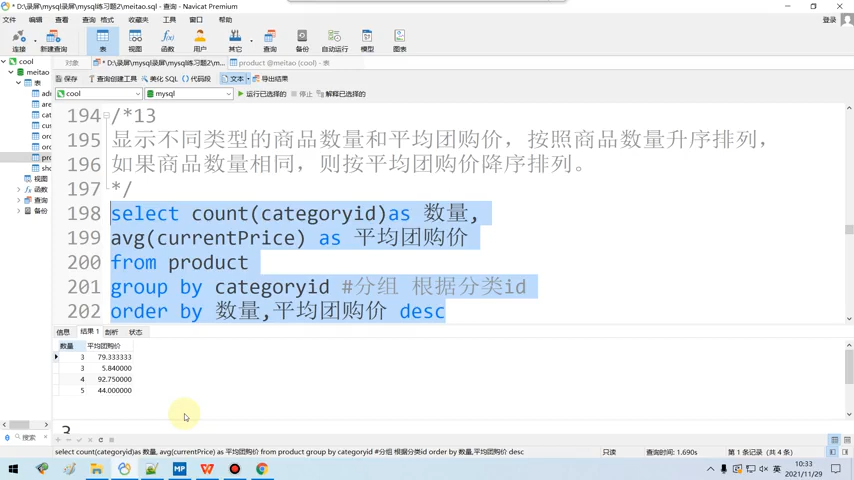 * D:\录屏\mysql录屏\mysql练习题2\meitao.sql - 查询 - Navicat Premium
文件 编辑 查看 查询 格式 收藏夹 工具 窗口 帮助
登录
连接 新建查询 表 视图 函数 用户 其它 查询 备份 自动运行 模型 图表
cool
meitao
表
视图
函数
查询
备份
对象 * D:\录屏\mysql录屏\mysql练习题2\m... product @meitao (cool) - 表
保存 查询创建工具 美化 SQL () 代码段 文本 导出结果
cool mysql 运行已选择的 停止 解释已选择的
194 /*13
195 显示不同类型的商品数量和平均团购价，按照商品数量升序排列，
196 如果商品数量相同，则按平均团购价降序排列。
197 */
198 select count(categoryid)as 数量,
199 avg(currentPrice) as 平均团购价
200 from product
201 group by categoryid #分组 根据分类id
202 order by 数量,平均团购价 desc
信息 结果 1 剖析 状态
数量 平均团购价
3 79.333333
3 5.840000
4 92.750000
5 44.000000
搜索
select count(categoryid)as 数量, avg(currentPrice) as 平均团购价 from product group by categoryid #分组 根据分类id order by 数量,平均团购价 desc 只读 查询时间: 1.690s 第 1 条记录 (共 4 条)
英 10:33
2021/11/29